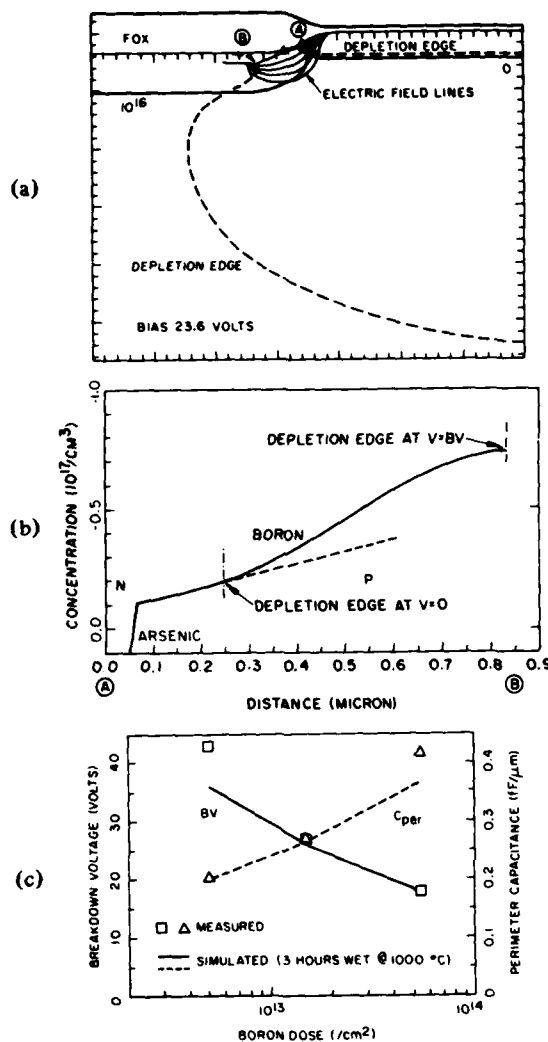 (a)
FOX
Ⓑ
Ⓐ
DEPLETION EDGE
0
ELECTRIC FIELD LINES
10¹⁶
DEPLETION EDGE
BIAS 23.6 VOLTS
(b)
CONCENTRATION (10¹⁷/CM³)
-1.0
-0.5
0.0
DEPLETION EDGE AT V=BV
BORON
N
P
DEPLETION EDGE AT V=0
ARSENIC
0.0 0.1 0.2 0.3 0.4 0.5 0.6 0.7 0.8 0.9
Ⓐ
DISTANCE (MICRON)
Ⓑ
(c)
BREAKDOWN VOLTAGE (VOLTS)
40
30
20
10
0
BV
Cper
PERIMETER CAPACITANCE (fF/μm)
0.4
0.3
0.2
0.1
0
□ △ MEASURED
SIMULATED (3 HOURS WET @ 1000 °C)
10¹³
10¹⁴
BORON DOSE (/cm²)